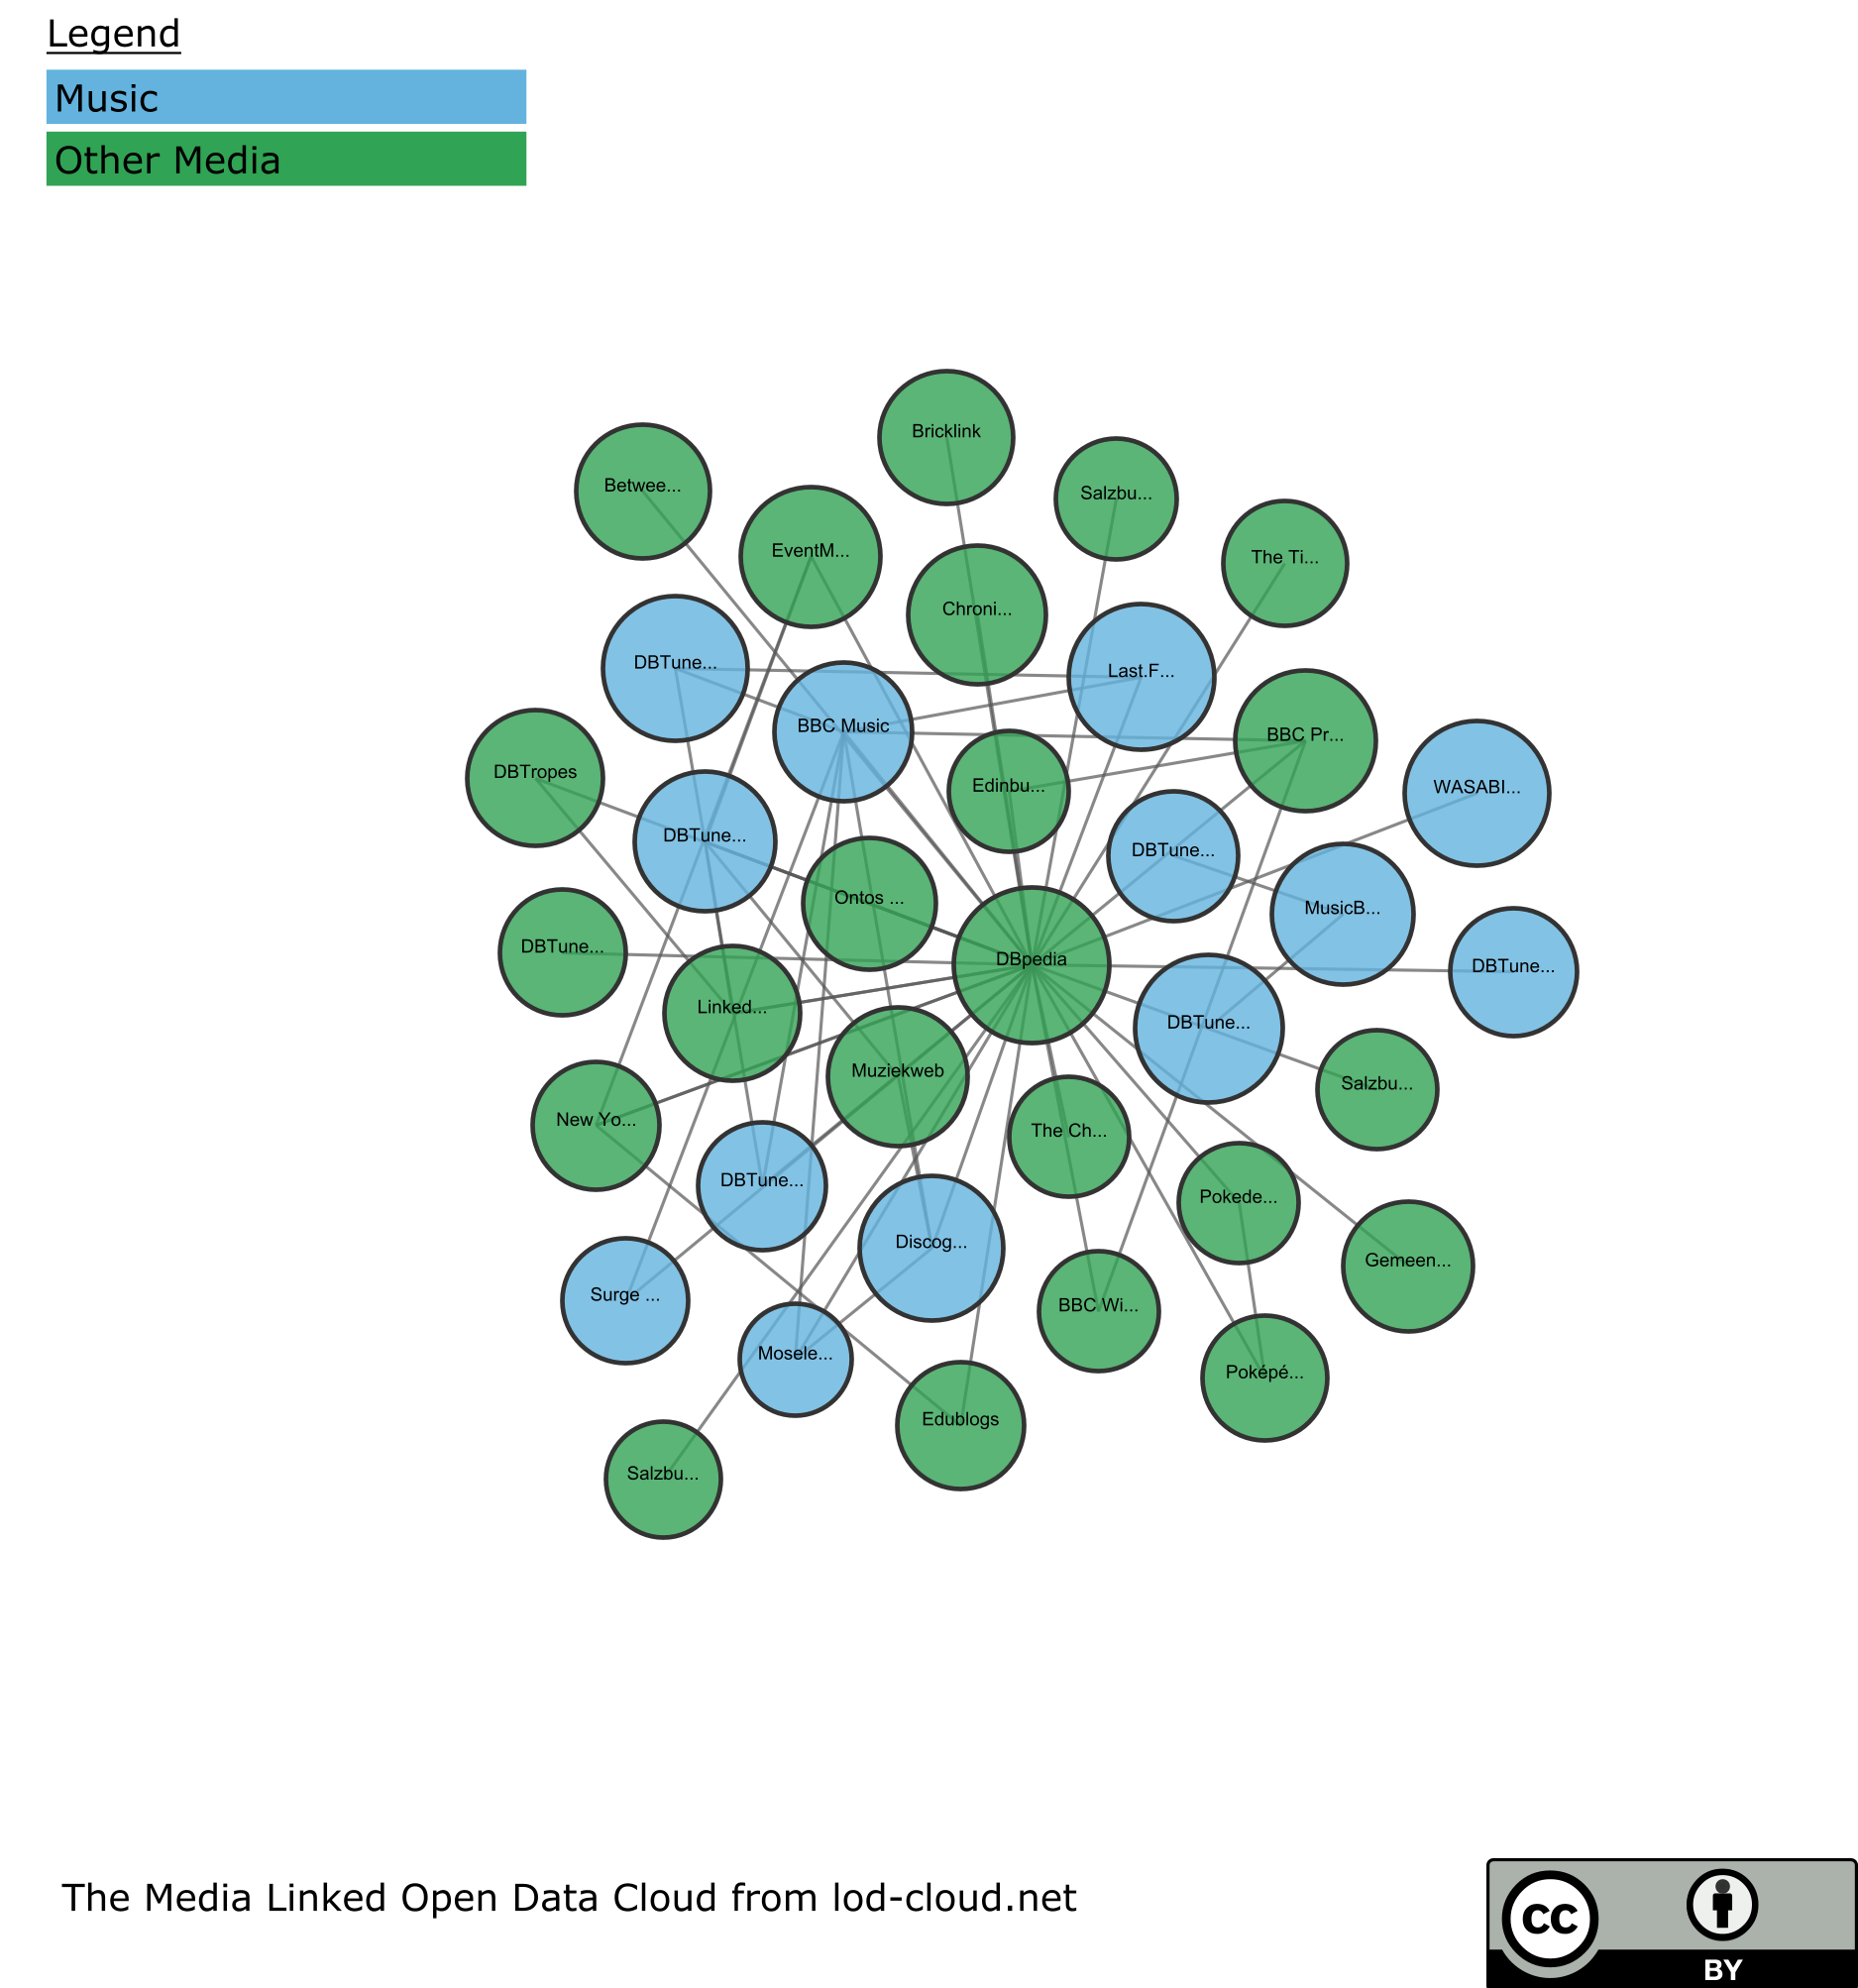 Legend
Music
Other Media
Bricklink
Betwee...
Salzbu...
EventM...
The Ti...
Chroni...
DBTune...
Last.F...
BBC Music
BBC Pr...
DBTropes
Edinbu...
WASABI...
DBTune...
DBTune...
Ontos ...
MusicB...
DBTune...
DBpedia
DBTune...
Linked...
DBTune...
Muziekweb
Salzbu...
New Yo...
The Ch...
DBTune...
Pokede...
Discog...
Gemeen...
Surge ...
BBC Wi...
Mosele...
Poképé...
Edublogs
Salzbu...
The Media Linked Open Data Cloud from lod-cloud.net
cc
BY